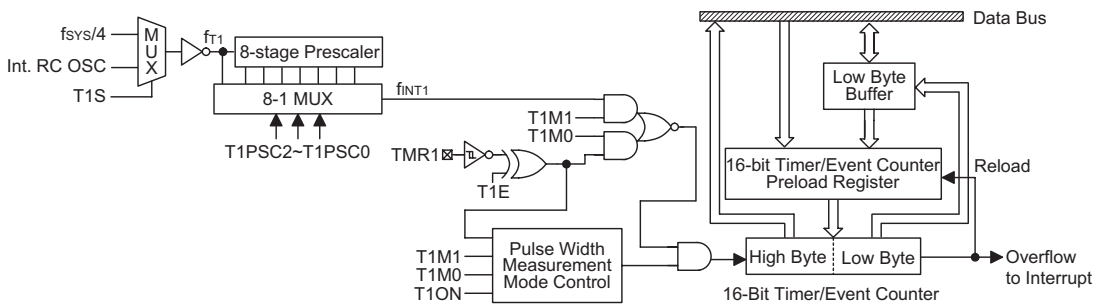 fSYS/4
Int. RC OSC
T1S
M
U
X
fT1
8-stage Prescaler
8-1 MUX
T1PSC2~T1PSC0
fINT1
T1M1
T1M0
TMR1
T1E
T1M1
T1M0
T1ON
Pulse Width
Measurement
Mode Control
Data Bus
Low Byte
Buffer
16-bit Timer/Event Counter
Preload Register
Reload
High Byte
Low Byte
Overflow
to Interrupt
16-Bit Timer/Event Counter